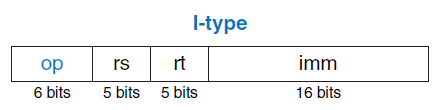 I-type
op rs rt imm
6 bits 5 bits 5 bits 16 bits